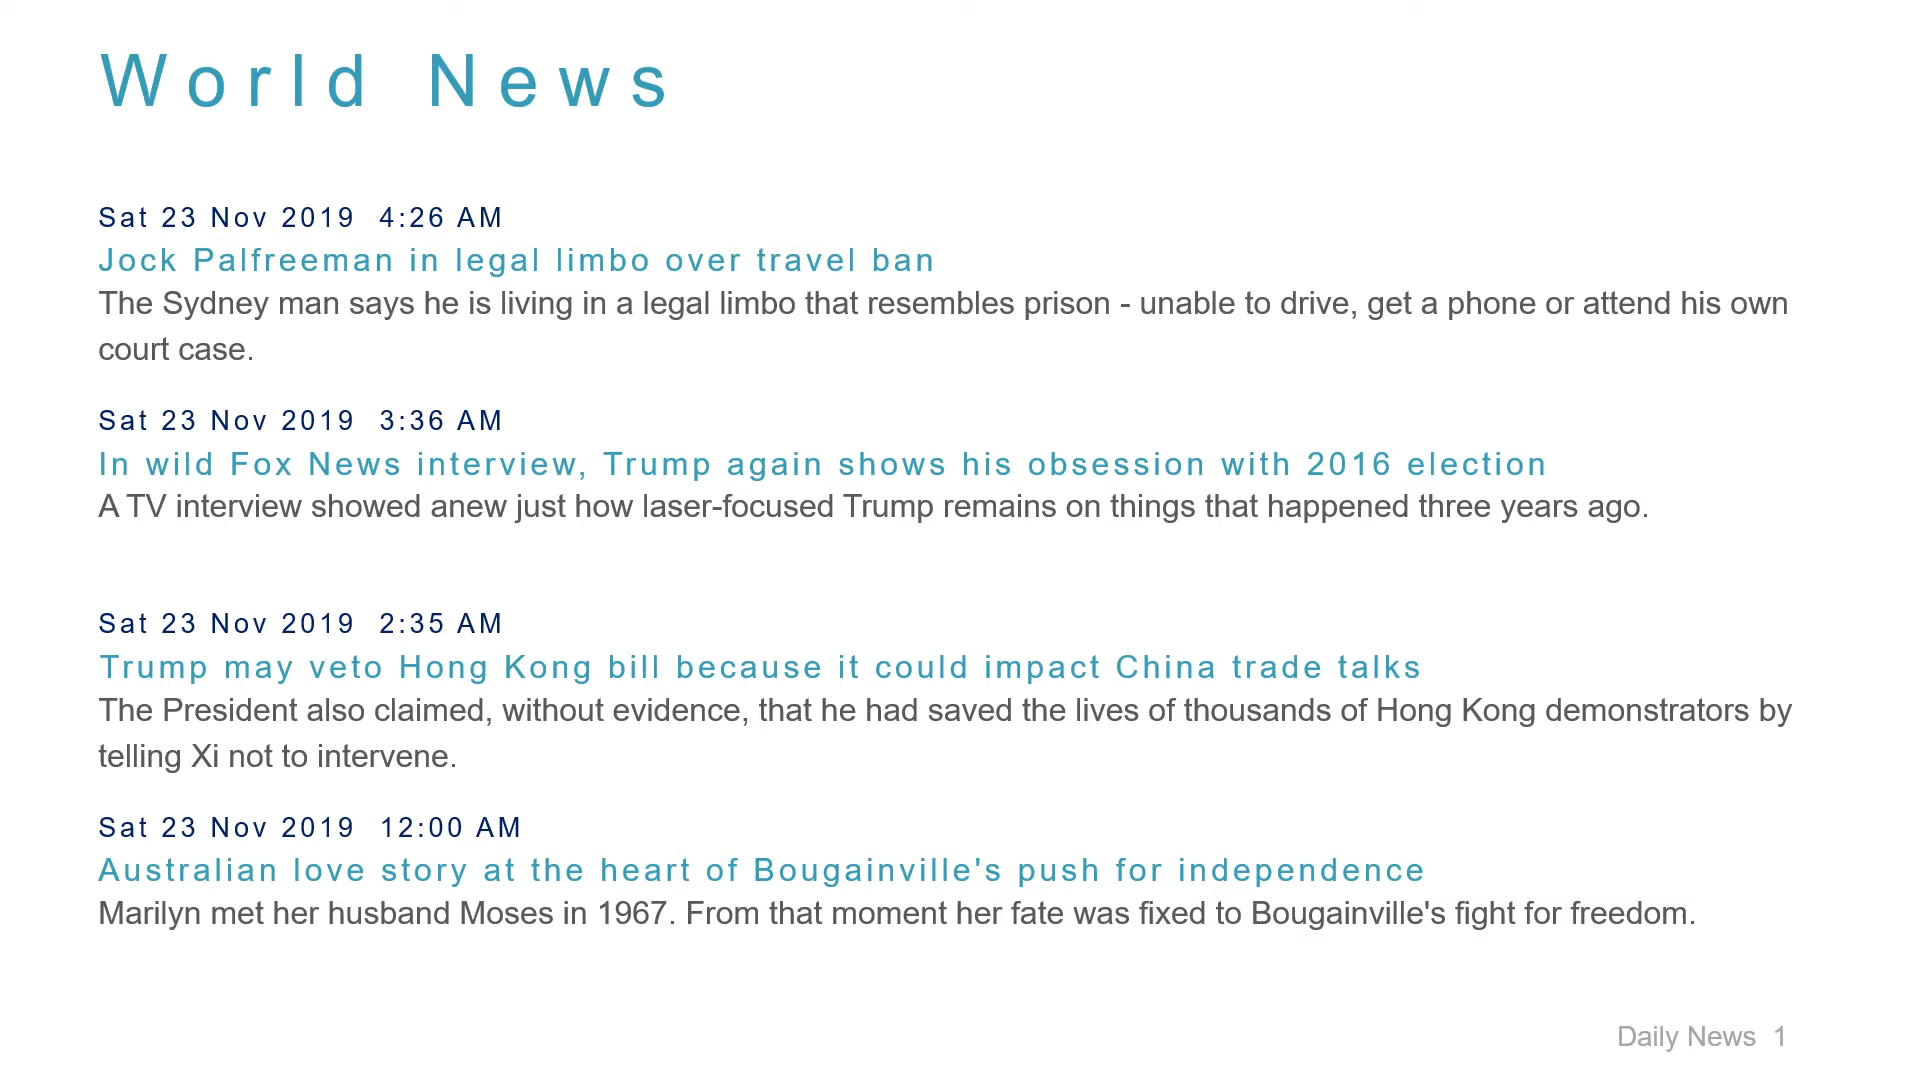 World News
Sat 23 Nov 2019  4:26 AM
Jock Palfreeman in legal limbo over travel ban
The Sydney man says he is living in a legal limbo that resembles prison - unable to drive, get a phone or attend his own
court case.
Sat 23 Nov 2019  3:36 AM
In wild Fox News interview, Trump again shows his obsession with 2016 election
A TV interview showed anew just how laser-focused Trump remains on things that happened three years ago.
Sat 23 Nov 2019  2:35 AM
Trump may veto Hong Kong bill because it could impact China trade talks
The President also claimed, without evidence, that he had saved the lives of thousands of Hong Kong demonstrators by
telling Xi not to intervene.
Sat 23 Nov 2019  12:00 AM
Australian love story at the heart of Bougainville's push for independence
Marilyn met her husband Moses in 1967. From that moment her fate was fixed to Bougainville's fight for freedom.
Daily News  1